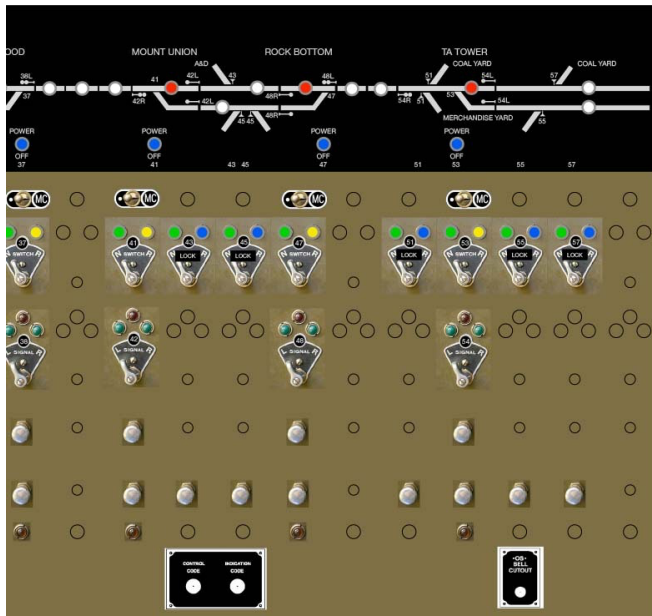 OOD
MOUNT UNION
ROCK BOTTOM
TA TOWER
A&D
COAL YARD
COAL YARD
38L
37
41
42L
43
48L
47
51
54L
57
42R
42L
48R
54R
51
53
54L
45 45
48R
MERCHANDISE YARD
55
POWER
POWER
POWER
POWER
OFF
OFF
OFF
OFF
37
41
43 45
47
51
53
55
57
MC
MC
MC
MC
37
41
43
45
47
51
53
55
57
N SWITCH R
N SWITCH R
N LOCK R
N LOCK R
N SWITCH R
N LOCK R
N SWITCH R
N LOCK R
N LOCK R
38
42
48
54
L SIGNAL R
L SIGNAL R
L SIGNAL R
L SIGNAL R
CONTROL CODE
INDICATION CODE
-OS-
BELL
CUTOUT